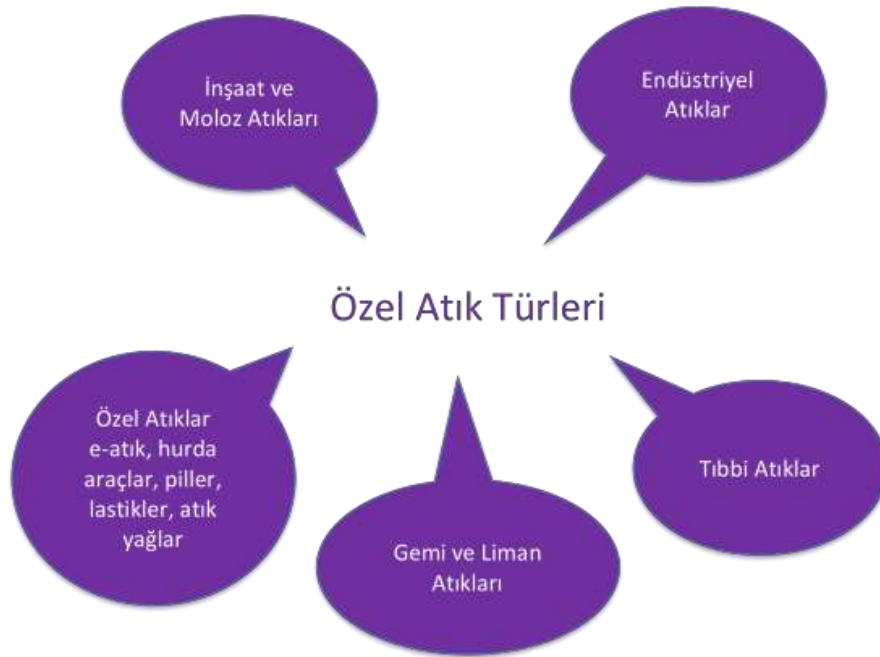 İnşaat ve
Moloz Atıkları
Endüstriyel
Atıklar
Özel Atık Türleri
Özel Atıklar
e-atık, hurda
araçlar, piller,
lastikler, atık
yağlar
Gemi ve Liman
Atıkları
Tıbbi Atıklar